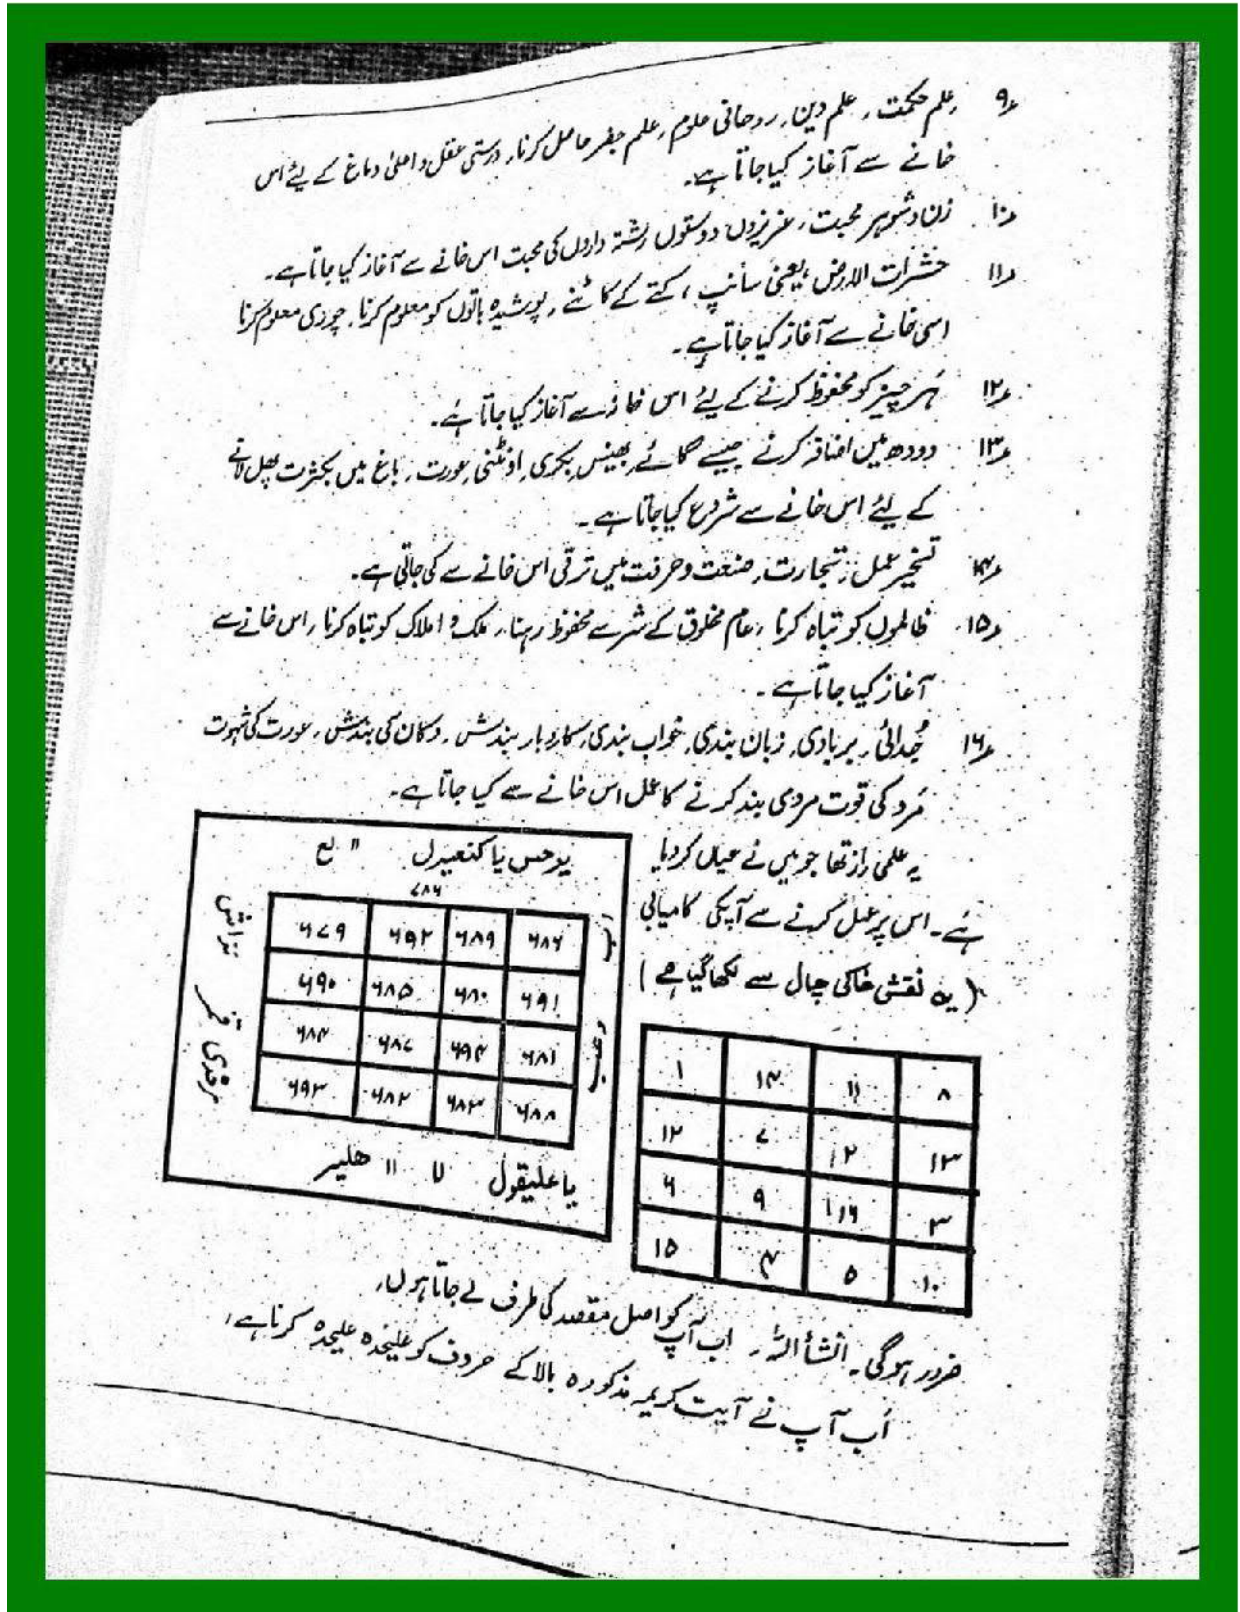 ۹؍ علم حکمت، علم دین، روحانی علوم، علم جفر حاصل کرنا، درستی عقل و اعلیٰ دماغ کے لئے اس
خانے سے آغاز کیا جاتا ہے۔
۱۰؍ زن و شوہر محبت، عزیزوں دوستوں رشتہ داروں کی محبت اس خانے سے آغاز کیا جاتا ہے۔
۱۱؍ حشرات الارض، یعنی سانپ، کتے کے کاٹنے، پوشیدہ باتوں کو معلوم کرنا، چوری معلوم کرنا
اسی خانے سے آغاز کیا جاتا ہے۔
۱۲؍ ہر چیز کو محفوظ کرنے کے لئے اس خانہ سے آغاز کیا جاتا ہے۔
۱۳؍ دودھ میں اضافہ کرنے جیسے گائے، بھینس، بکری، اونٹنی، عورت، باغ میں بکثرت پھل لانے
کے لئے اس خانے سے شروع کیا جاتا ہے۔
۱۴؍ تسخیر عمل، تجارت، صنعت و حرفت میں ترقی اس خانے سے کی جاتی ہے۔
۱۵؍ ظالموں کو تباہ کرنا، عام مخلوق کے شر سے محفوظ رہنا، ملک و املاک کو تباہ کرنا، اس خانے سے
آغاز کیا جاتا ہے۔
۱۶؍ جُدائی، بربادی، زبان بندی، خواب بندی، کاروبار بندش، دکان کی بندش، عورت کی شہوت
مَرد کی قوت مردی بند کرنے کا عمل اس خانے سے کیا جاتا ہے۔
یہ علمی راز تھا جو میں نے عیاں کر دیا
ہے۔ اس پر عمل کرنے سے آپکی کامیابی
(یہ نقش خاکی چال سے لکھا گیا ہے)
۸ ۱۱ ۱۴ ۱
۱۳ ۲ ۷ ۱۲
۳ ۱۶ ۹ ۶
۱۰ ۵ ۴ ۱۵
یا
۷۸۶
۶۸۶ ۶۸۹ ۶۹۲ ۶۷۹
۶۹۱ ۶۸۰ ۶۸۵ ۶۹۰
۶۸۱ ۶۹۴ ۶۸۷ ۶۸۴
۶۸۸ ۶۸۳ ۶۸۲ ۶۹۳
یا علیقول
ضرور ہوگی۔ انشأ اللہ۔ اب آپ کو اصل مقصد کی طرف لے جاتا ہوں،
اَب آپ نے آیت کریمہ مذکورہ بالا کے حروف کو علیحدہ علیحدہ کرنا ہے،